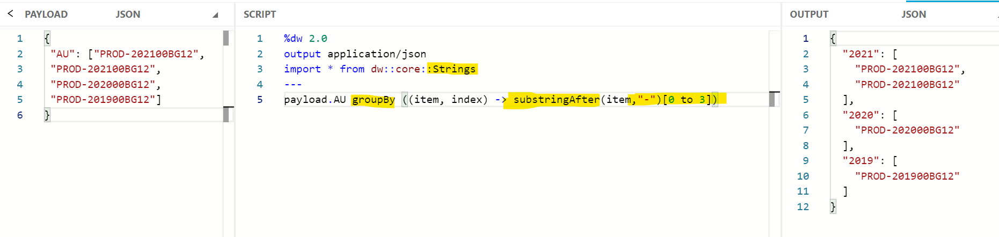 < PAYLOAD JSON
1 {
2 "AU": ["PROD-202100BG12",
3 "PROD-202100BG12",
4 "PROD-202000BG12",
5 "PROD-201900BG12"]
6 }
SCRIPT
1 %dw 2.0
2 output application/json
3 import * from dw::core::Strings
4 ---
5 payload.AU groupBy ((item, index) -> substringAfter(item,"-")[0 to 3])
OUTPUT JSON
1 {
2 "2021": [
3 "PROD-202100BG12",
4 "PROD-202100BG12"
5 ],
6 "2020": [
7 "PROD-202000BG12"
8 ],
9 "2019": [
10 "PROD-201900BG12"
11 ]
12 }